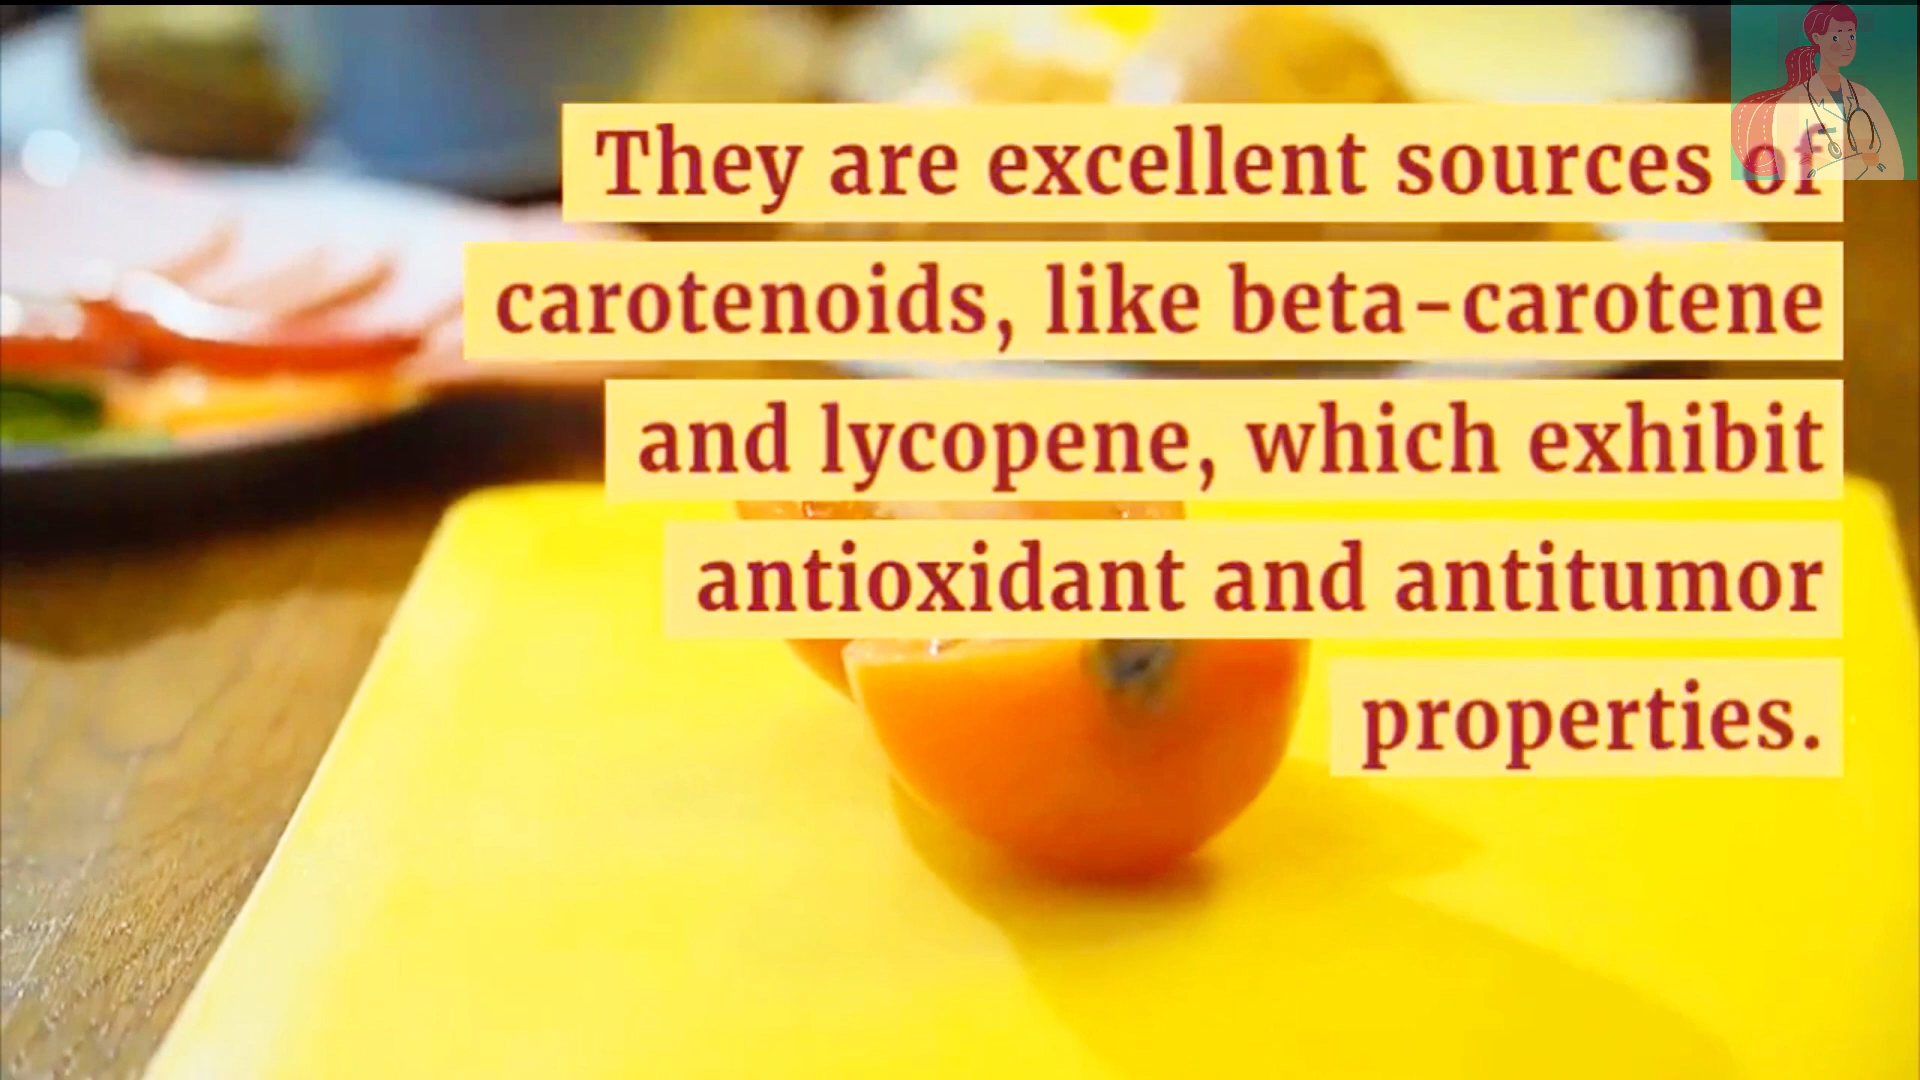 They are excellent sources of
carotenoids, like beta-carotene
and lycopene, which exhibit
antioxidant and antitumor
properties.